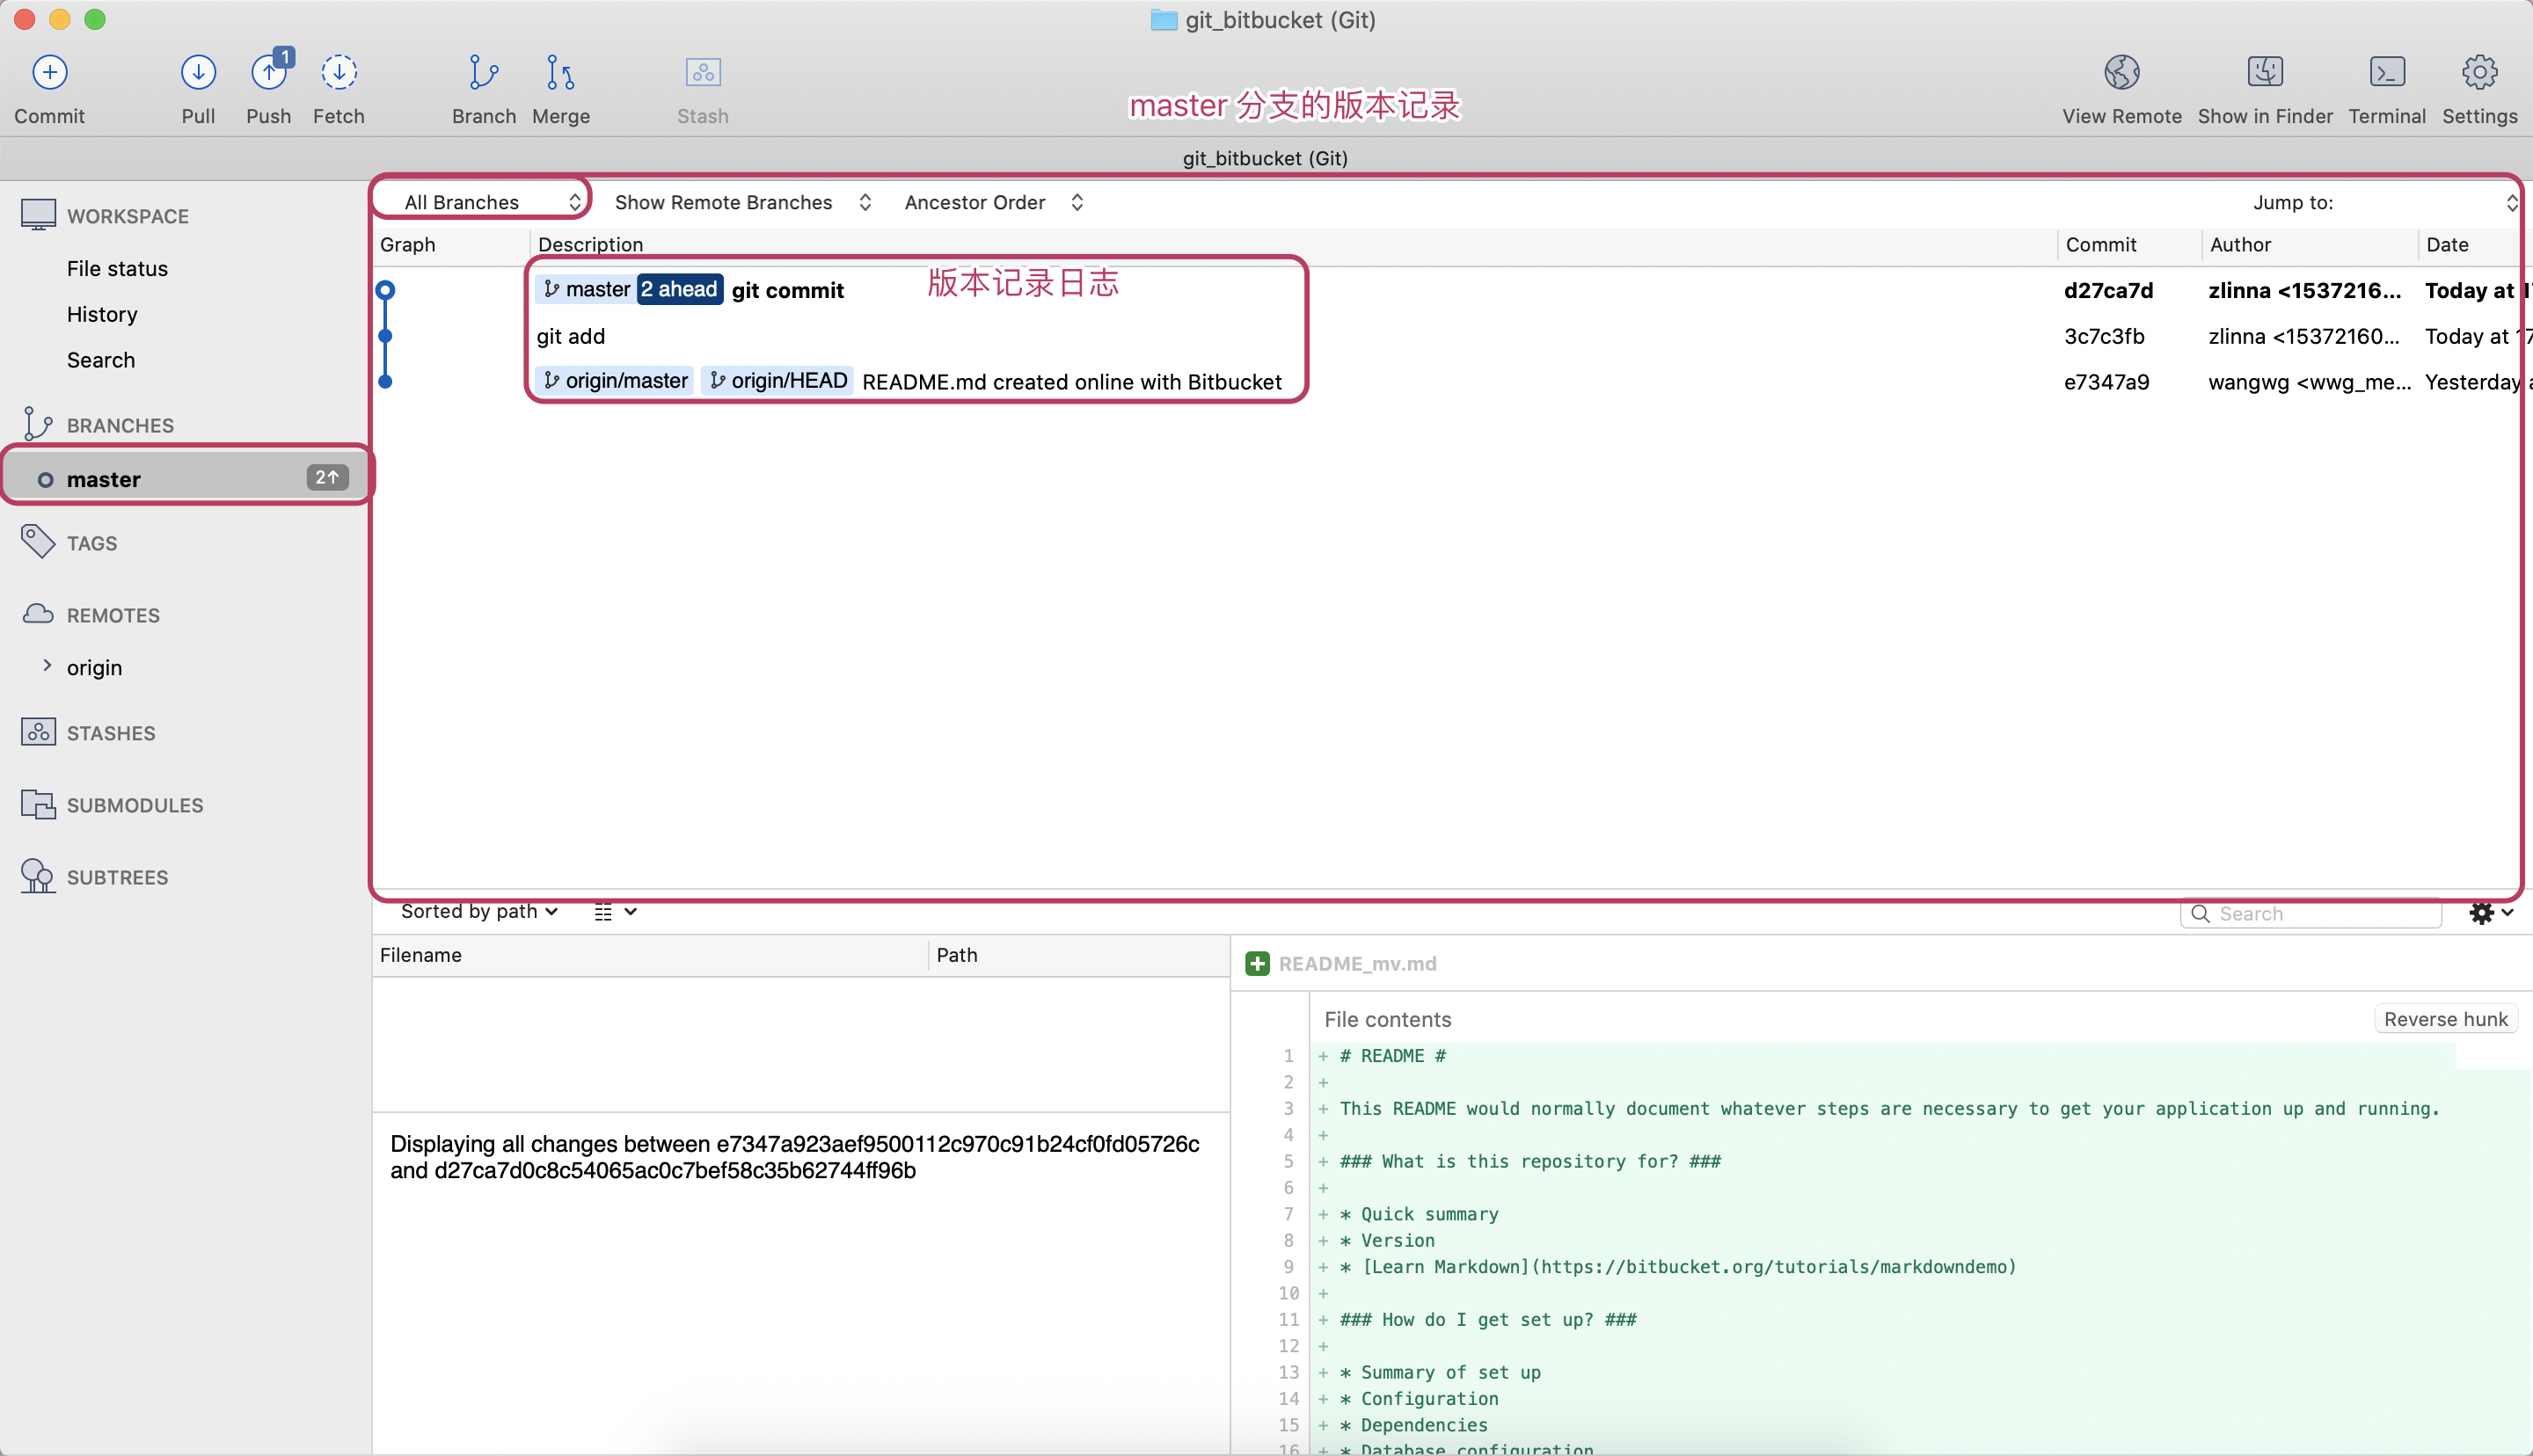 git_bitbucket (Git)
Commit Pull Push 1 Fetch Branch Merge Stash View Remote Show in Finder Terminal Settings
master 分支的版本记录
git_bitbucket (Git)
WORKSPACE
File status
History
Search
BRANCHES
master 2↑
TAGS
REMOTES
origin
STASHES
SUBMODULES
SUBTREES
All Branches Show Remote Branches Ancestor Order Jump to:
Graph Description Commit Author Date
master 2 ahead git commit d27ca7d zlinna <1537216... Today at
版本记录日志
git add 3c7c3fb zlinna <15372160... Today at 17
origin/master origin/HEAD README.md created online with Bitbucket e7347a9 wangwg <wwg_me... Yesterday
Sorted by path Search
Filename Path
Displaying all changes between e7347a923aef9500112c970c91b24cf0fd05726c
and d27ca7d0c8c54065ac0c7bef58c35b62744ff96b
README_mv.md
File contents Reverse hunk
1 + # README #
2 +
3 + This README would normally document whatever steps are necessary to get your application up and running.
4 +
5 + ### What is this repository for? ###
6 +
7 + * Quick summary
8 + * Version
9 + * [Learn Markdown](https://bitbucket.org/tutorials/markdowndemo)
10 +
11 + ### How do I get set up? ###
12 +
13 + * Summary of set up
14 + * Configuration
15 + * Dependencies
16 + * Database configuration